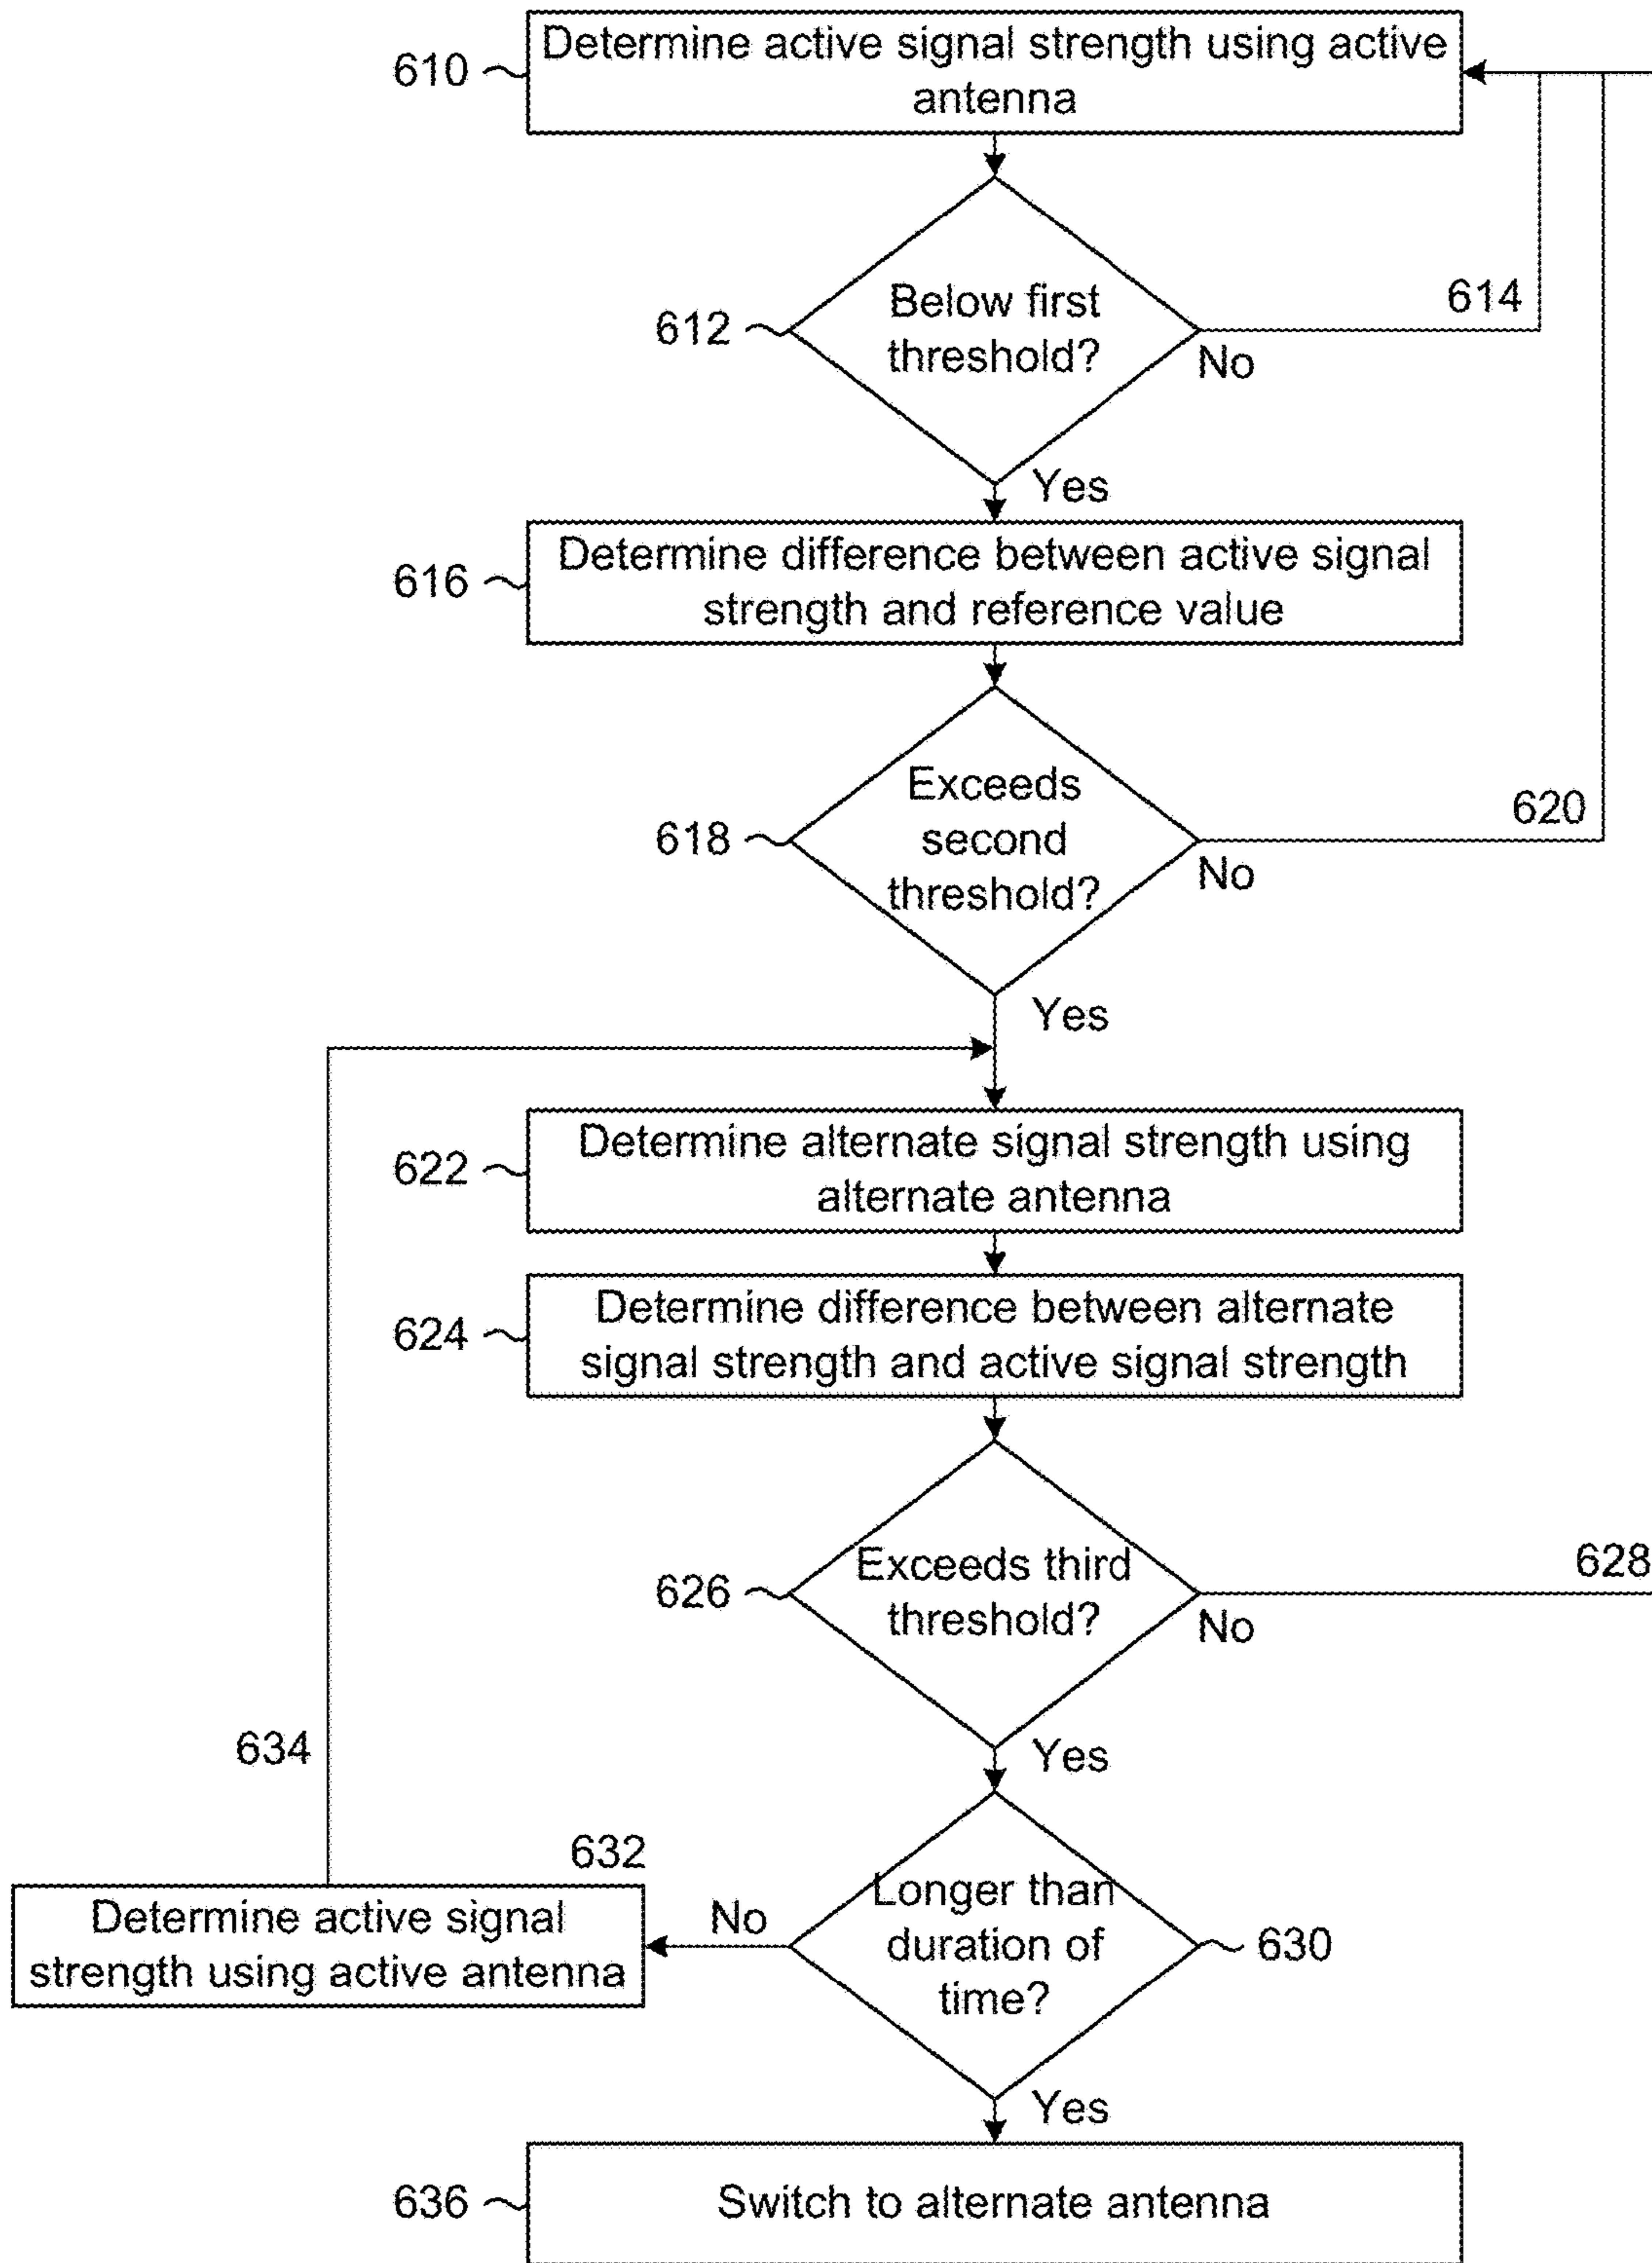 Determine active signal strength using active
antenna
610
Below first
threshold?
612
614
No
Yes
Determine difference between active signal
strength and reference value
616
Exceeds
second
threshold?
618
620
No
Yes
Determine alternate signal strength using
alternate antenna
622
Determine difference between alternate
signal strength and active signal strength
624
Exceeds third
threshold?
626
628
No
Yes
634
632
Determine active signal
strength using active antenna
No
Longer than
duration of
time?
630
Yes
Switch to alternate antenna
636